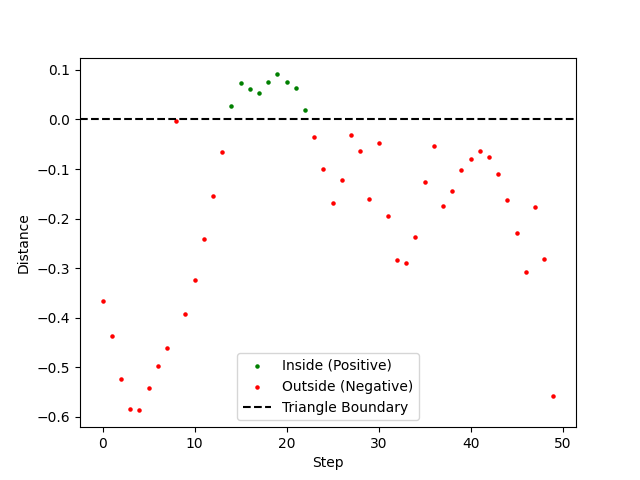 0.1
0.0
−0.1
−0.2
−0.3
−0.4
−0.5
−0.6
Distance
Inside (Positive)
Outside (Negative)
Triangle Boundary
0 10 20 30 40 50
Step